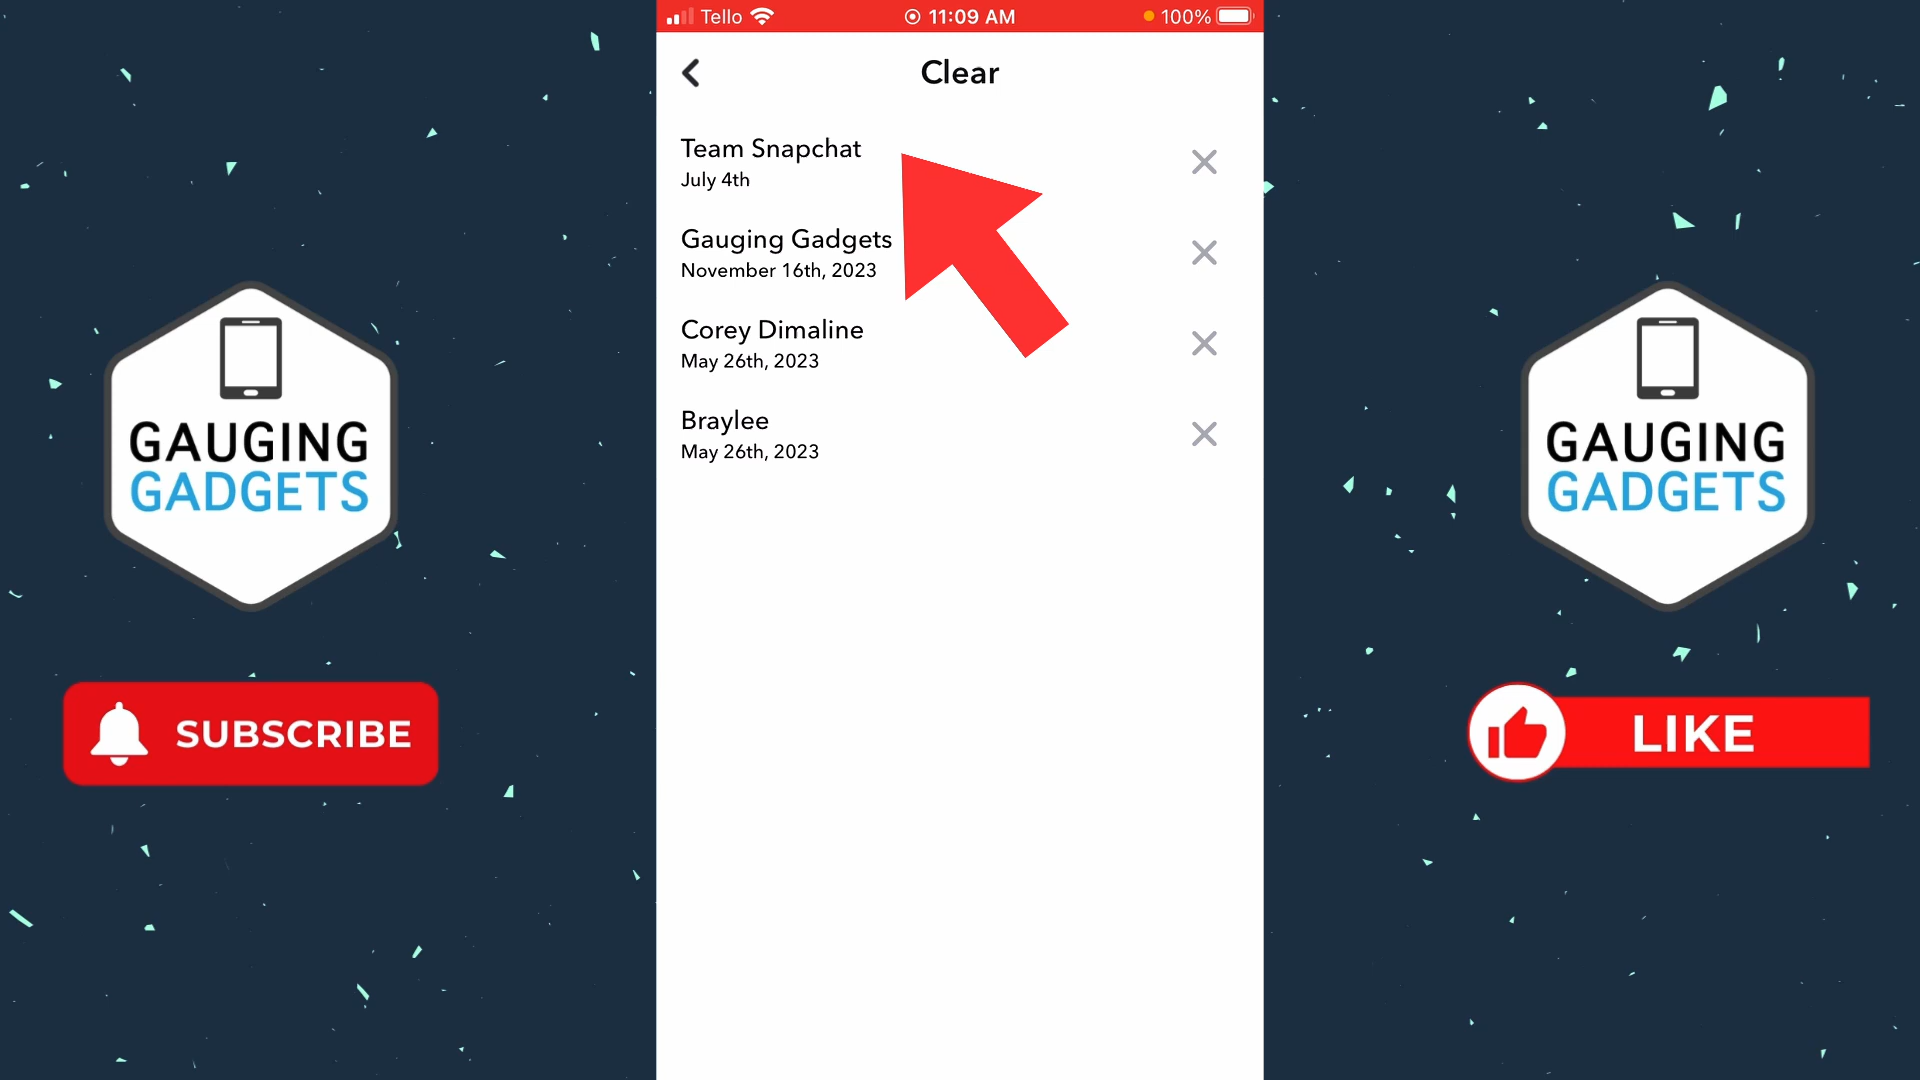 Tello
11:09 AM
100%
Clear
Team Snapchat
July 4th
Gauging Gadgets
November 16th, 2023
Corey Dimaline
May 26th, 2023
Braylee
May 26th, 2023
GAUGING
GADGETS
SUBSCRIBE
GAUGING
GADGETS
LIKE